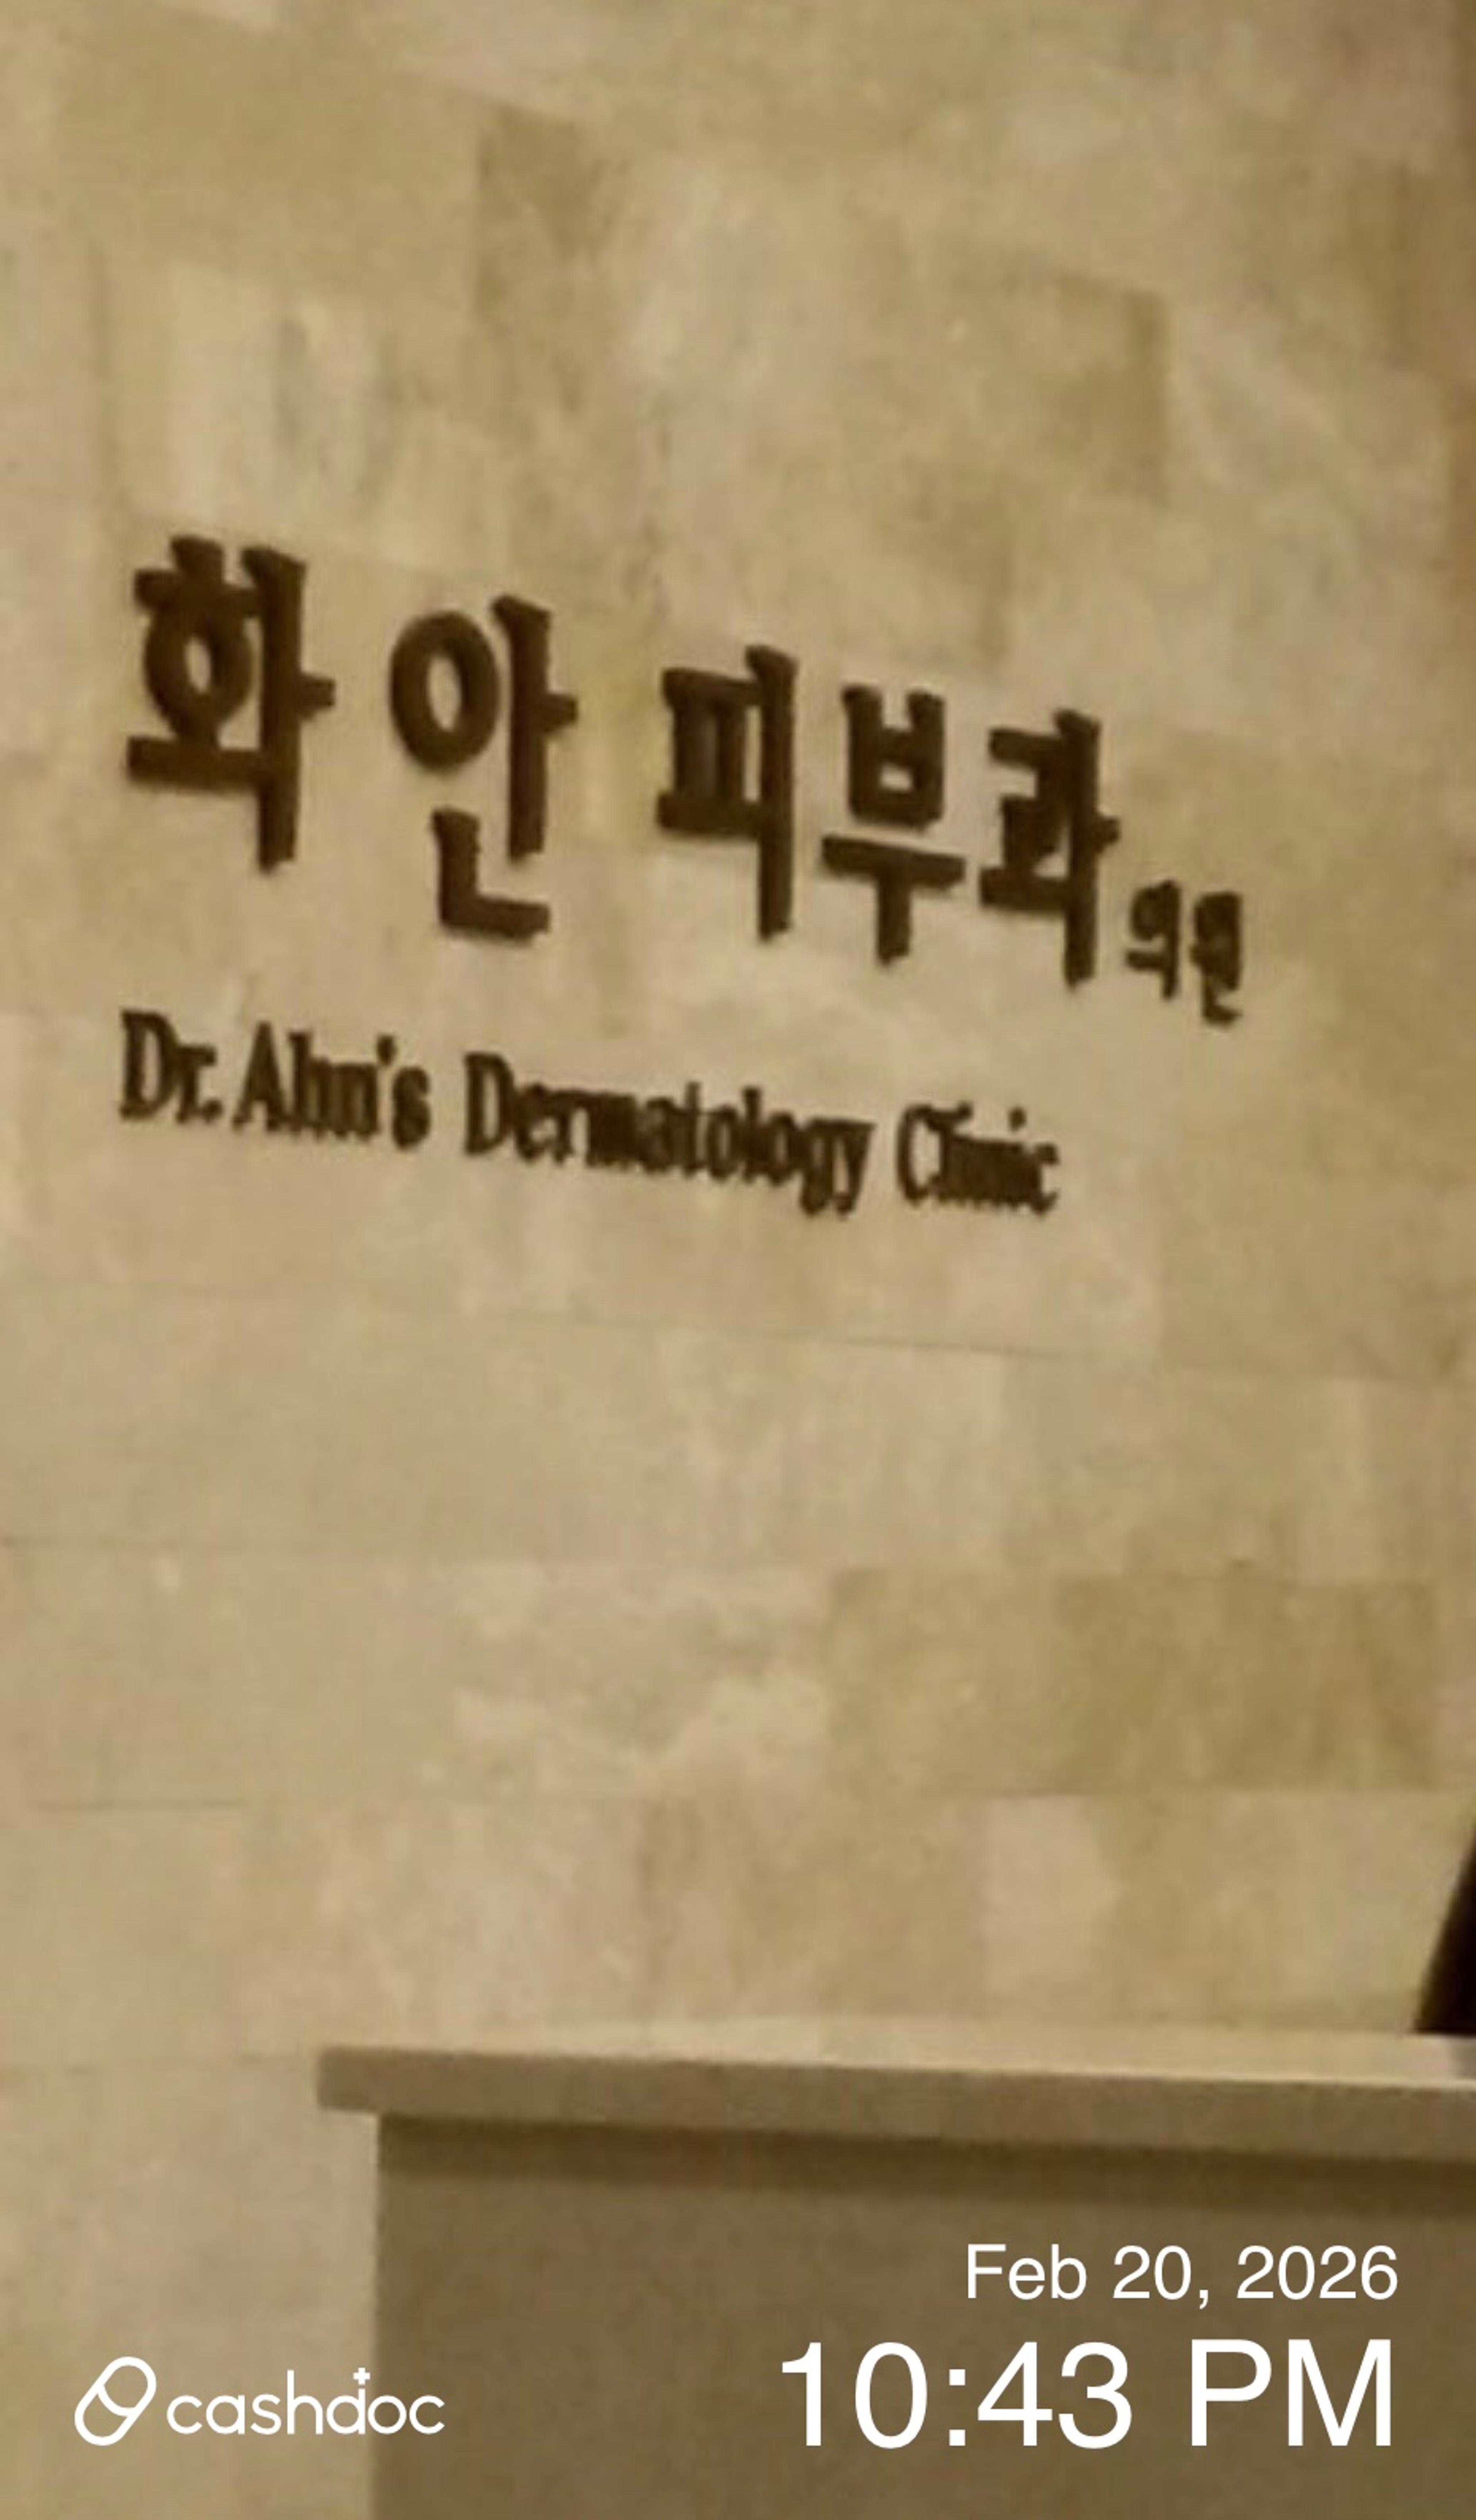 화안 피부과 의원
Dr. Ahn's Dermatology Clinic
Feb 20, 2026
10:43 PM
cashdoc